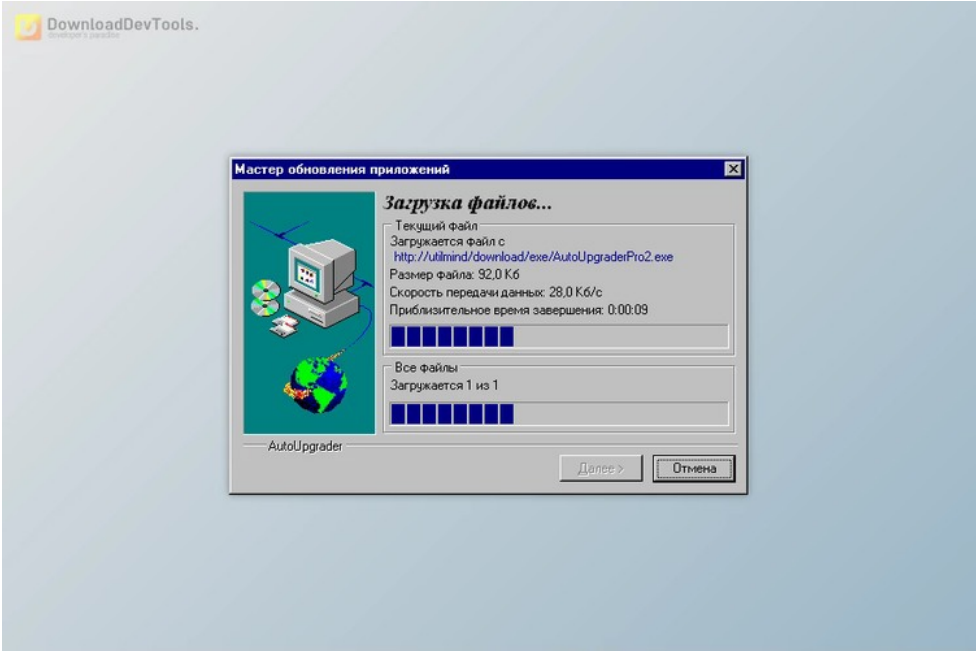 DownloadDevTools.
developer's paradise
Мастер обновления приложений
Загрузка файлов...
Текущий файл
Загружается файл с
http://utilmind/download/exe/AutoUpgraderPro2.exe
Размер файла: 92,0 Кб
Скорость передачи данных: 28,0 Кб/с
Приблизительное время завершения: 0:00:09
Все файлы
Загружается 1 из 1
AutoUpgrader
Далее >
Отмена